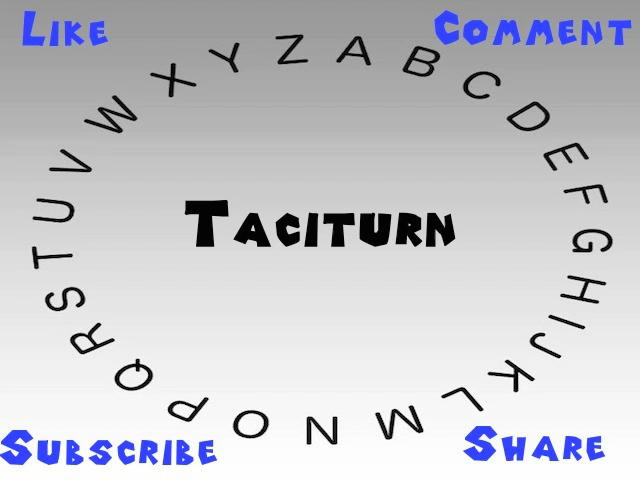 Like
Comment
A B C D E F G H I J K L M N O P Q R S T U V W X Y Z
Taciturn
Subscribe
Share